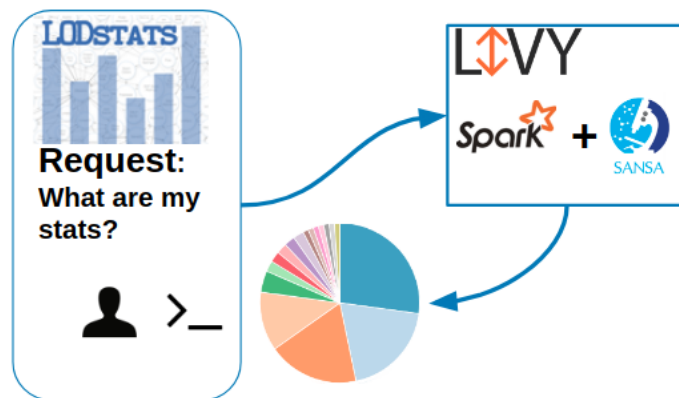 LODSTATS
Request:
What are my
stats?
>_
LIVY
Spark + SANSA